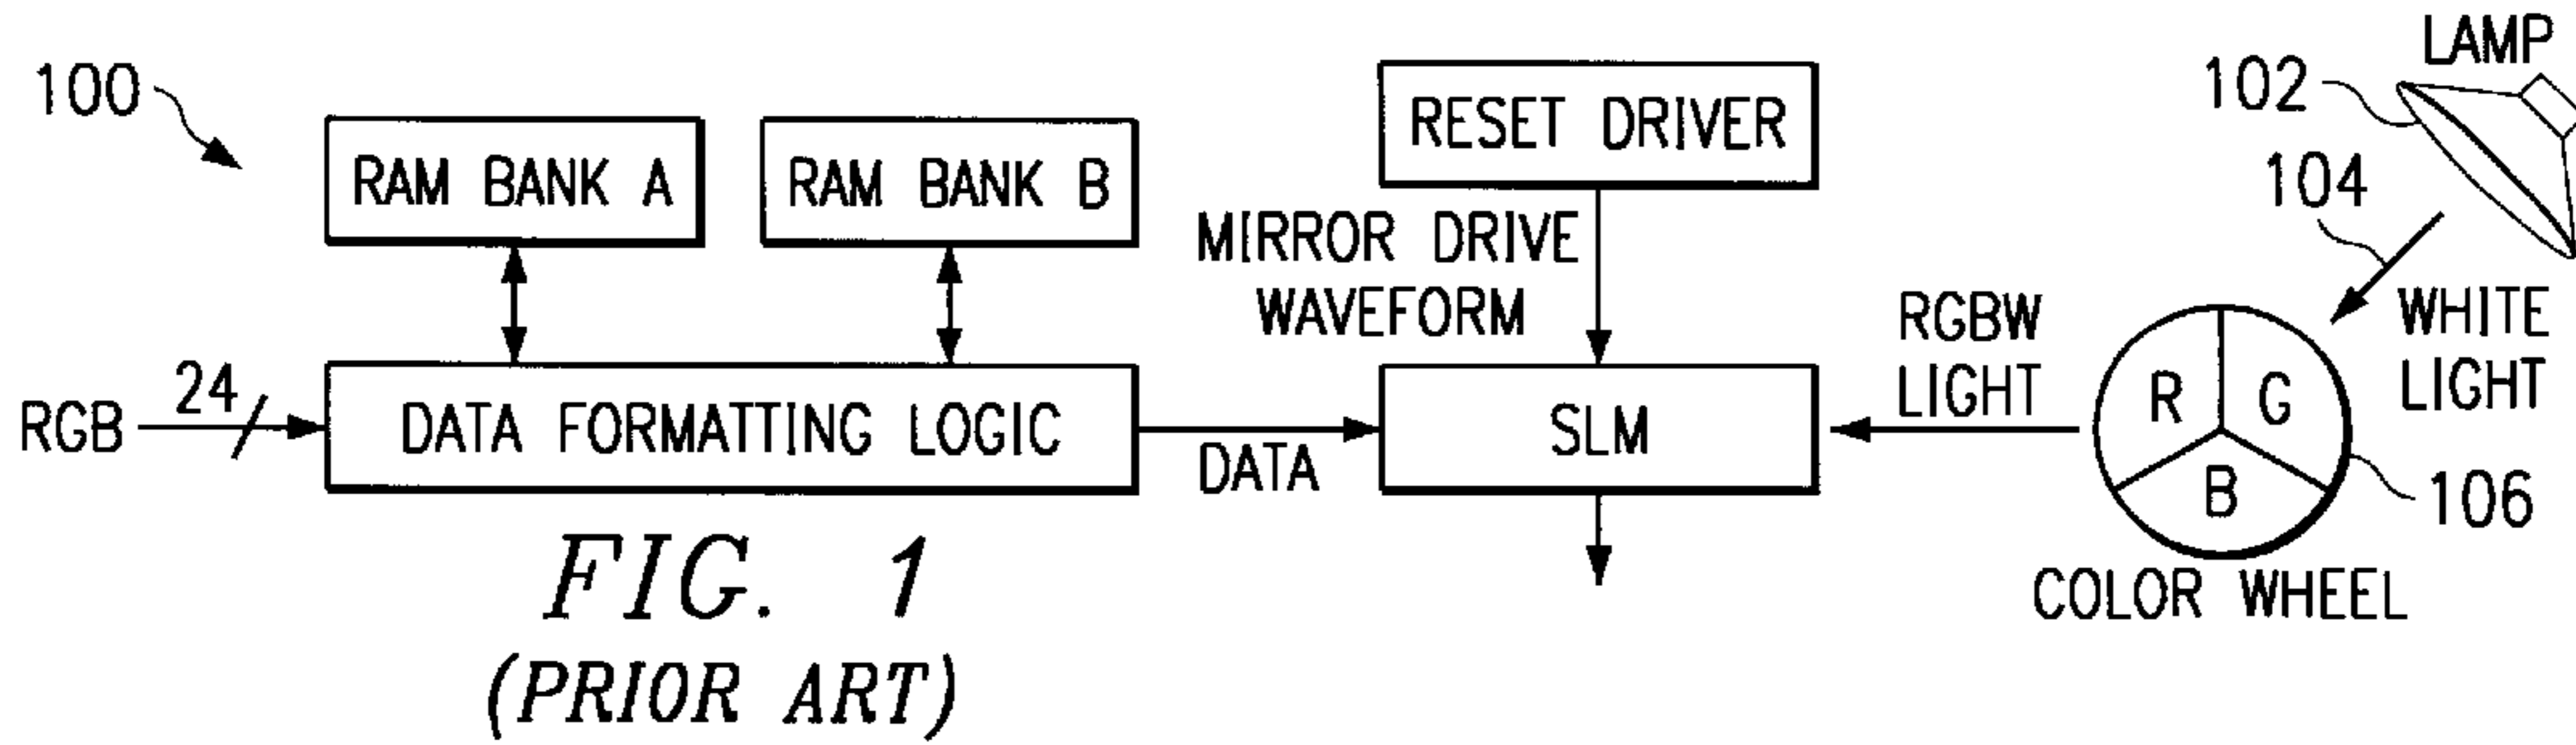 100
RAM BANK A
RAM BANK B
RESET DRIVER
LAMP
102
104
MIRROR DRIVE
WAVEFORM
RGBW
LIGHT
WHITE
LIGHT
RGB
24
DATA FORMATTING LOGIC
DATA
SLM
R
G
B
106
COLOR WHEEL
FIG. 1
(PRIOR ART)